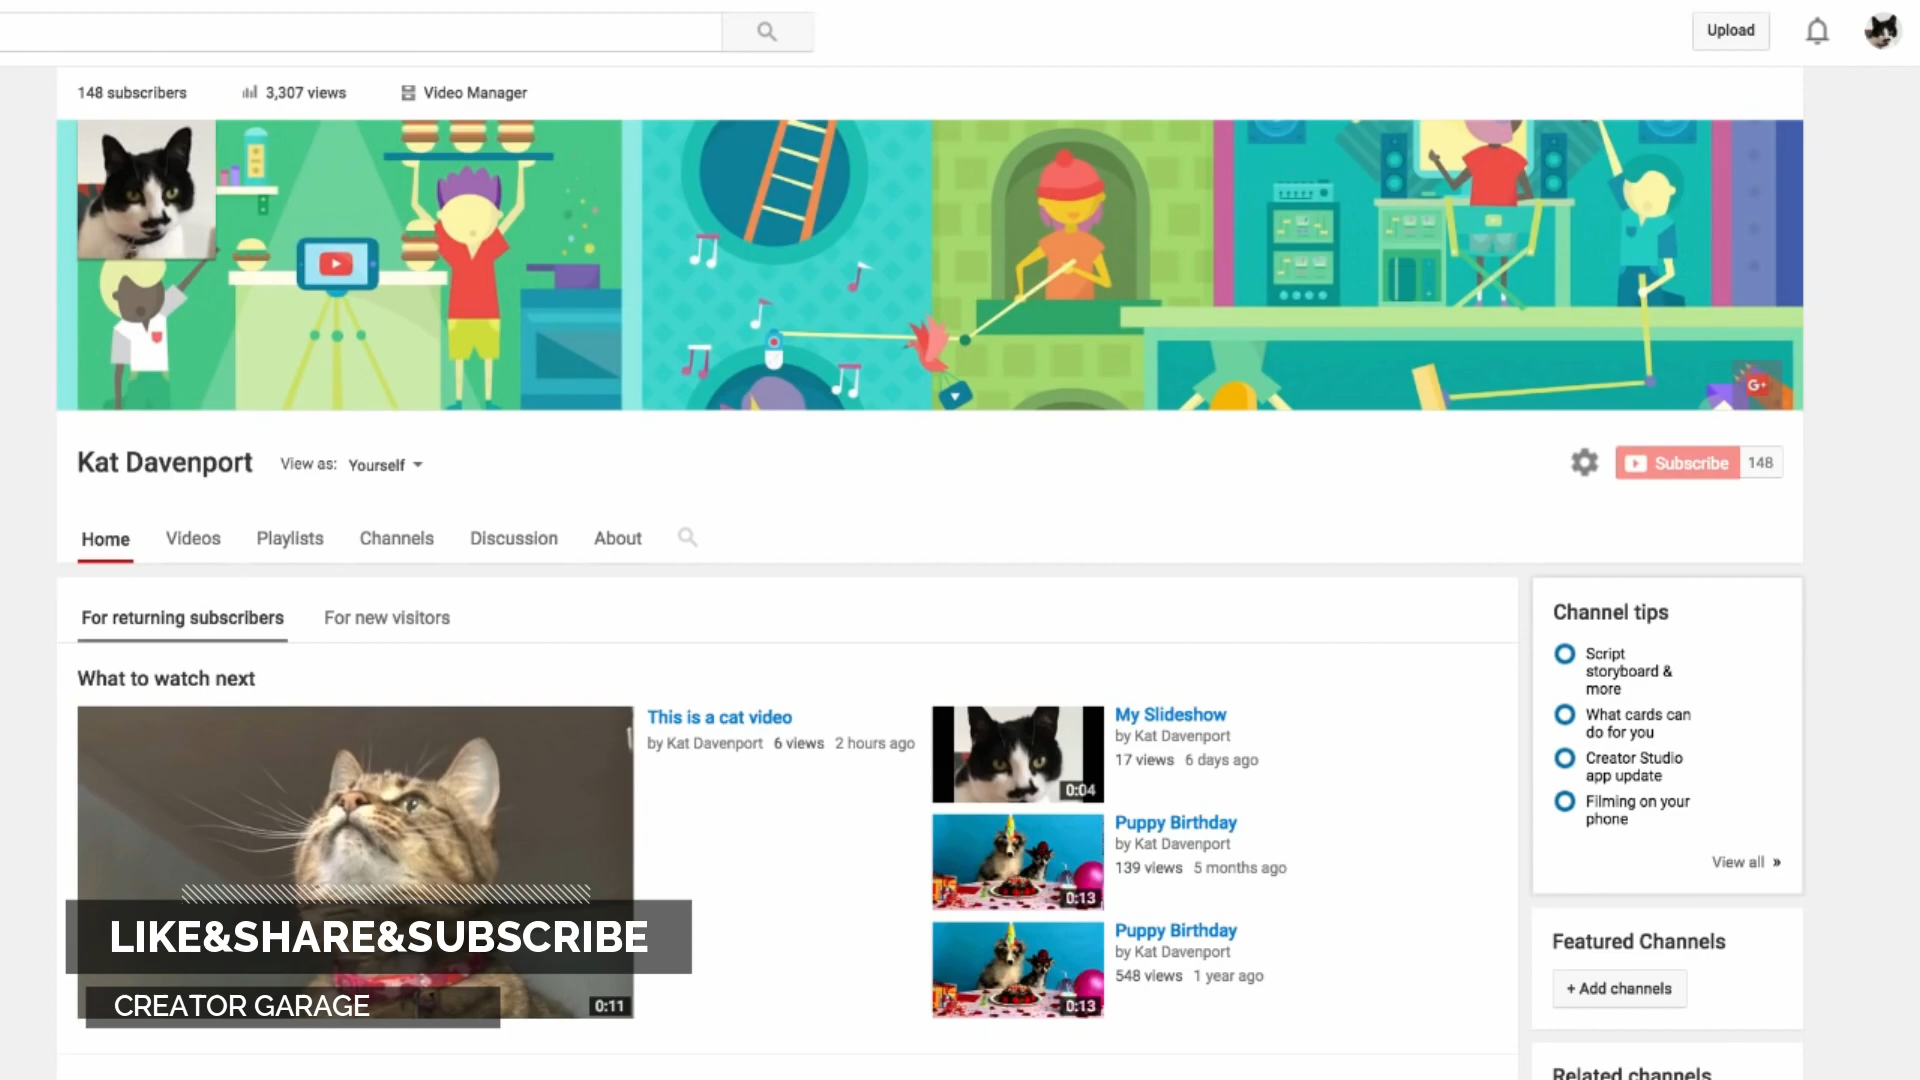 Upload
148 subscribers
3,307 views
Video Manager
G+
Kat Davenport
View as: Yourself
Subscribe 148
Home
Videos
Playlists
Channels
Discussion
About
For returning subscribers
For new visitors
What to watch next
This is a cat video
by Kat Davenport 6 views 2 hours ago
0:11
LIKE&SHARE&SUBSCRIBE
CREATOR GARAGE
My Slideshow
by Kat Davenport
17 views 6 days ago
0:04
Puppy Birthday
by Kat Davenport
139 views 5 months ago
0:13
Puppy Birthday
by Kat Davenport
548 views 1 year ago
0:13
Channel tips
Script
storyboard &
more
What cards can
do for you
Creator Studio
app update
Filming on your
phone
View all »
Featured Channels
+ Add channels
Related channels